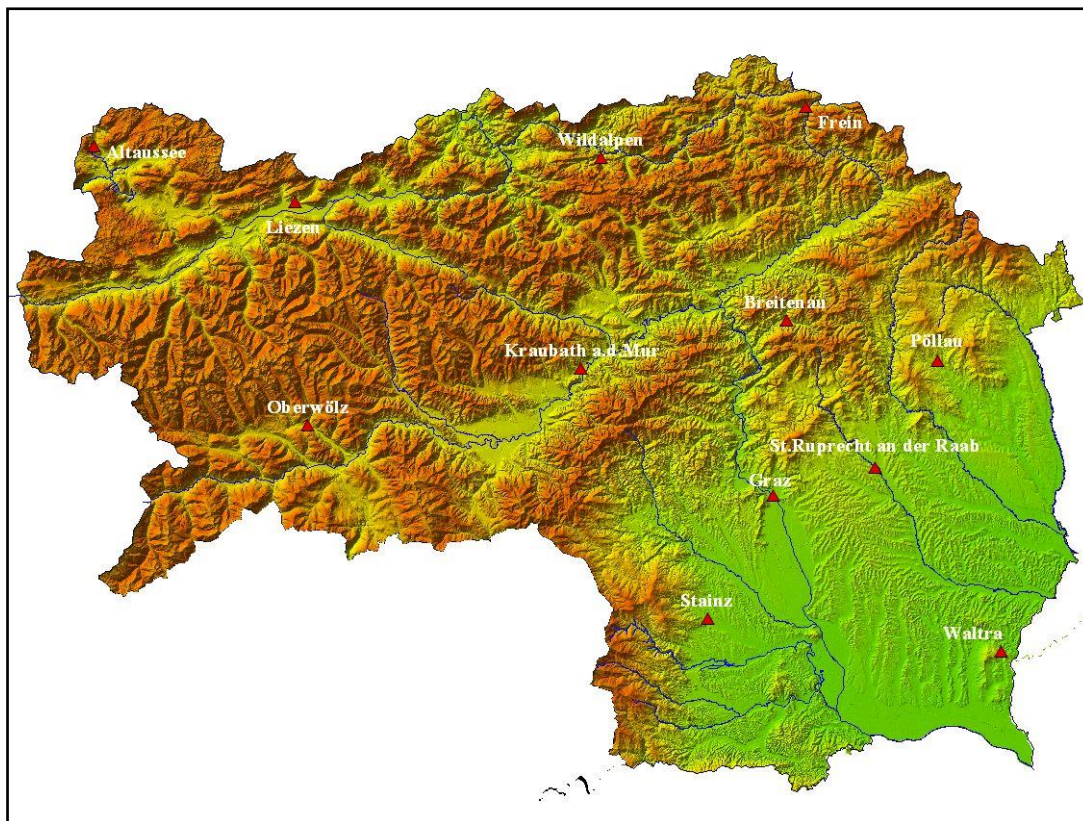 Frein
Wildalpen
Altaussee
Liezen
Breitenau
Kraubath a.d.Mur
Pöllau
Oberwölz
St.Ruprecht an der Raab
Graz
Stainz
Waltra